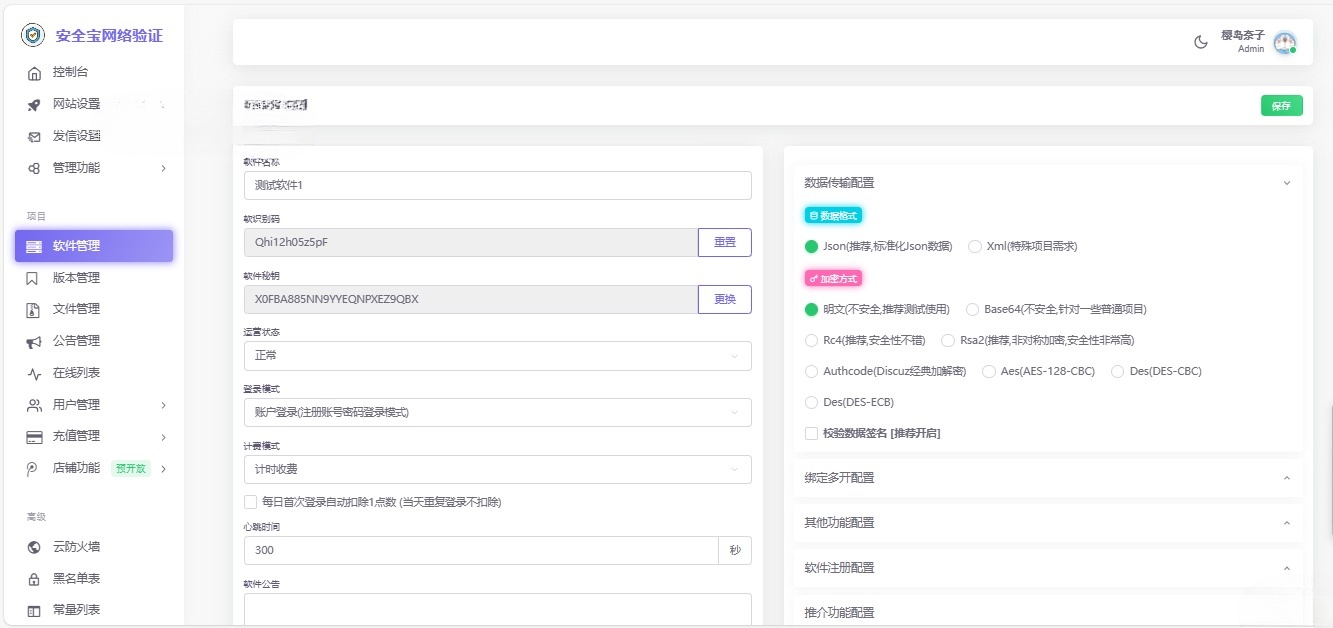 安全宝网络验证
控制台
网站设置
发信设置
管理功能
项目
软件管理
版本管理
文件管理
公告管理
在线列表
用户管理
充值管理
店铺功能 预开放
高级
云防火墙
黑名单表
常量列表
樱岛奈子
Admin
保存
软件名称
测试软件1
软识别码
Qhi12h05z5pF
重置
软件秘钥
X0FBA885NN9YYEQNPXEZ9QBX
更换
运营状态
正常
登录模式
账户登录(注册账号密码登录模式)
计费模式
计时收费
每日首次登录自动扣除1点数 (当天重复登录不扣除)
心跳时间
300 秒
软件公告
数据传输配置
数据格式
Json(推荐,标准化Json数据) Xml(特殊项目需求)
加密方式
明文(不安全,推荐测试使用) Base64(不安全,针对一些普通项目)
Rc4(推荐,安全性不错) Rsa2(推荐,非对称加密,安全性非常高)
Authcode(Discuz经典加解密) Aes(AES-128-CBC) Des(DES-CBC)
Des(DES-ECB)
校验数据签名 [推荐开启]
绑定多开配置
其他功能配置
软件注册配置
推介功能配置